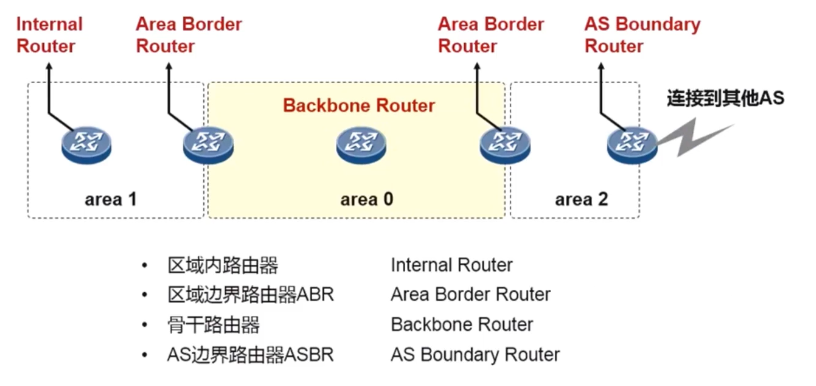 Internal Router
Area Border Router
Area Border Router
AS Boundary Router
Backbone Router
连接到其他AS
area 1
area 0
area 2
• 区域内路由器 Internal Router
• 区域边界路由器ABR Area Border Router
• 骨干路由器 Backbone Router
• AS边界路由器ASBR AS Boundary Router